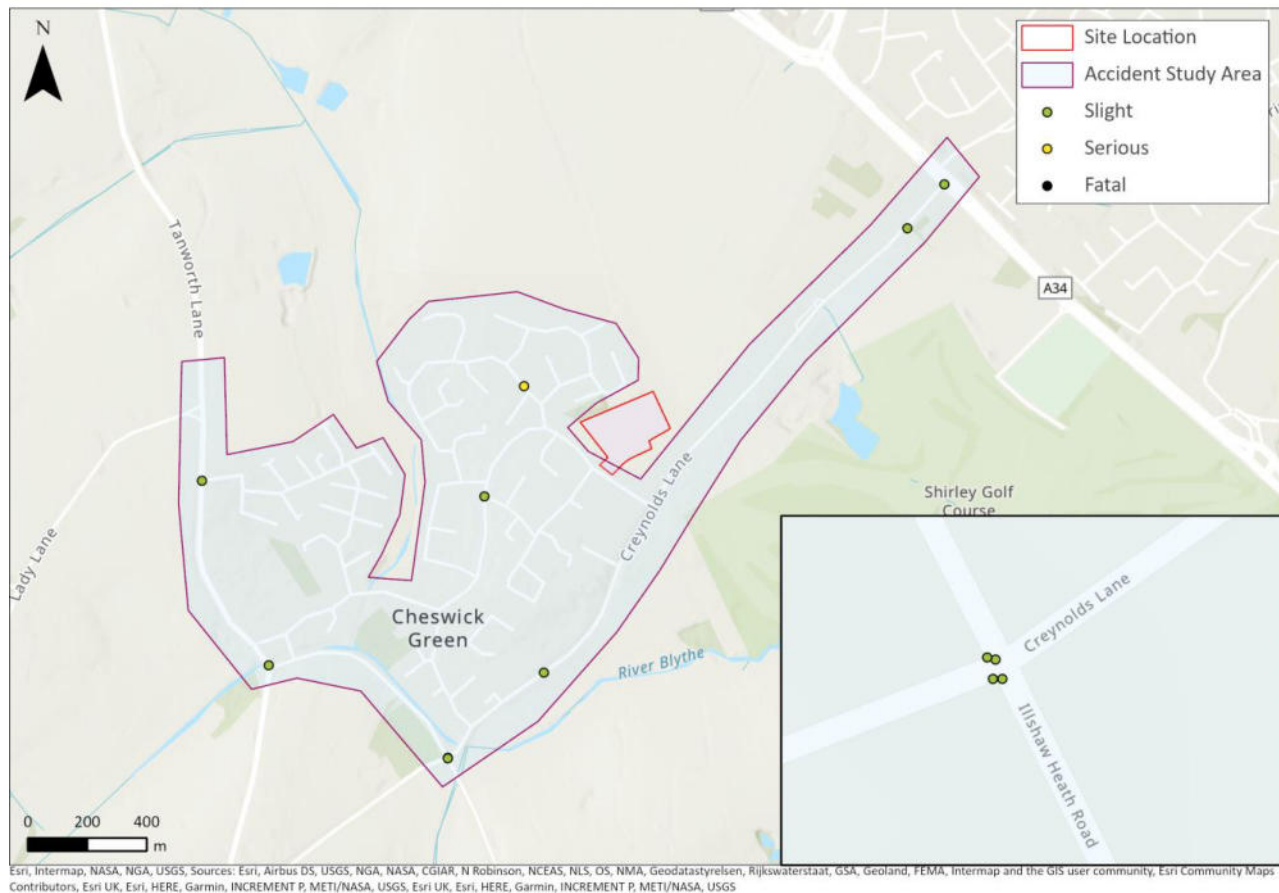 N
Site Location
Accident Study Area
Slight
Serious
Fatal
Tanworth Lane
A34
Creynolds Lane
Shirley Golf
Course
Lady Lane
Cheswick
Green
River Blythe
Creynolds Lane
Illshaw Heath Road
0 200 400
m
Esri, Intermap, NASA, NGA, USGS, Sources: Esri, Airbus DS, USGS, NGA, NASA, CGIAR, N Robinson, NCEAS, NLS, OS, NMA, Geodatastyrelsen, Rijkswaterstaat, GSA, Geoland, FEMA, Intermap and the GIS user community, Esri Community Maps
Contributors, Esri UK, Esri, HERE, Garmin, INCREMENT P, METI/NASA, USGS, Esri UK, Esri, HERE, Garmin, INCREMENT P, METI/NASA, USGS